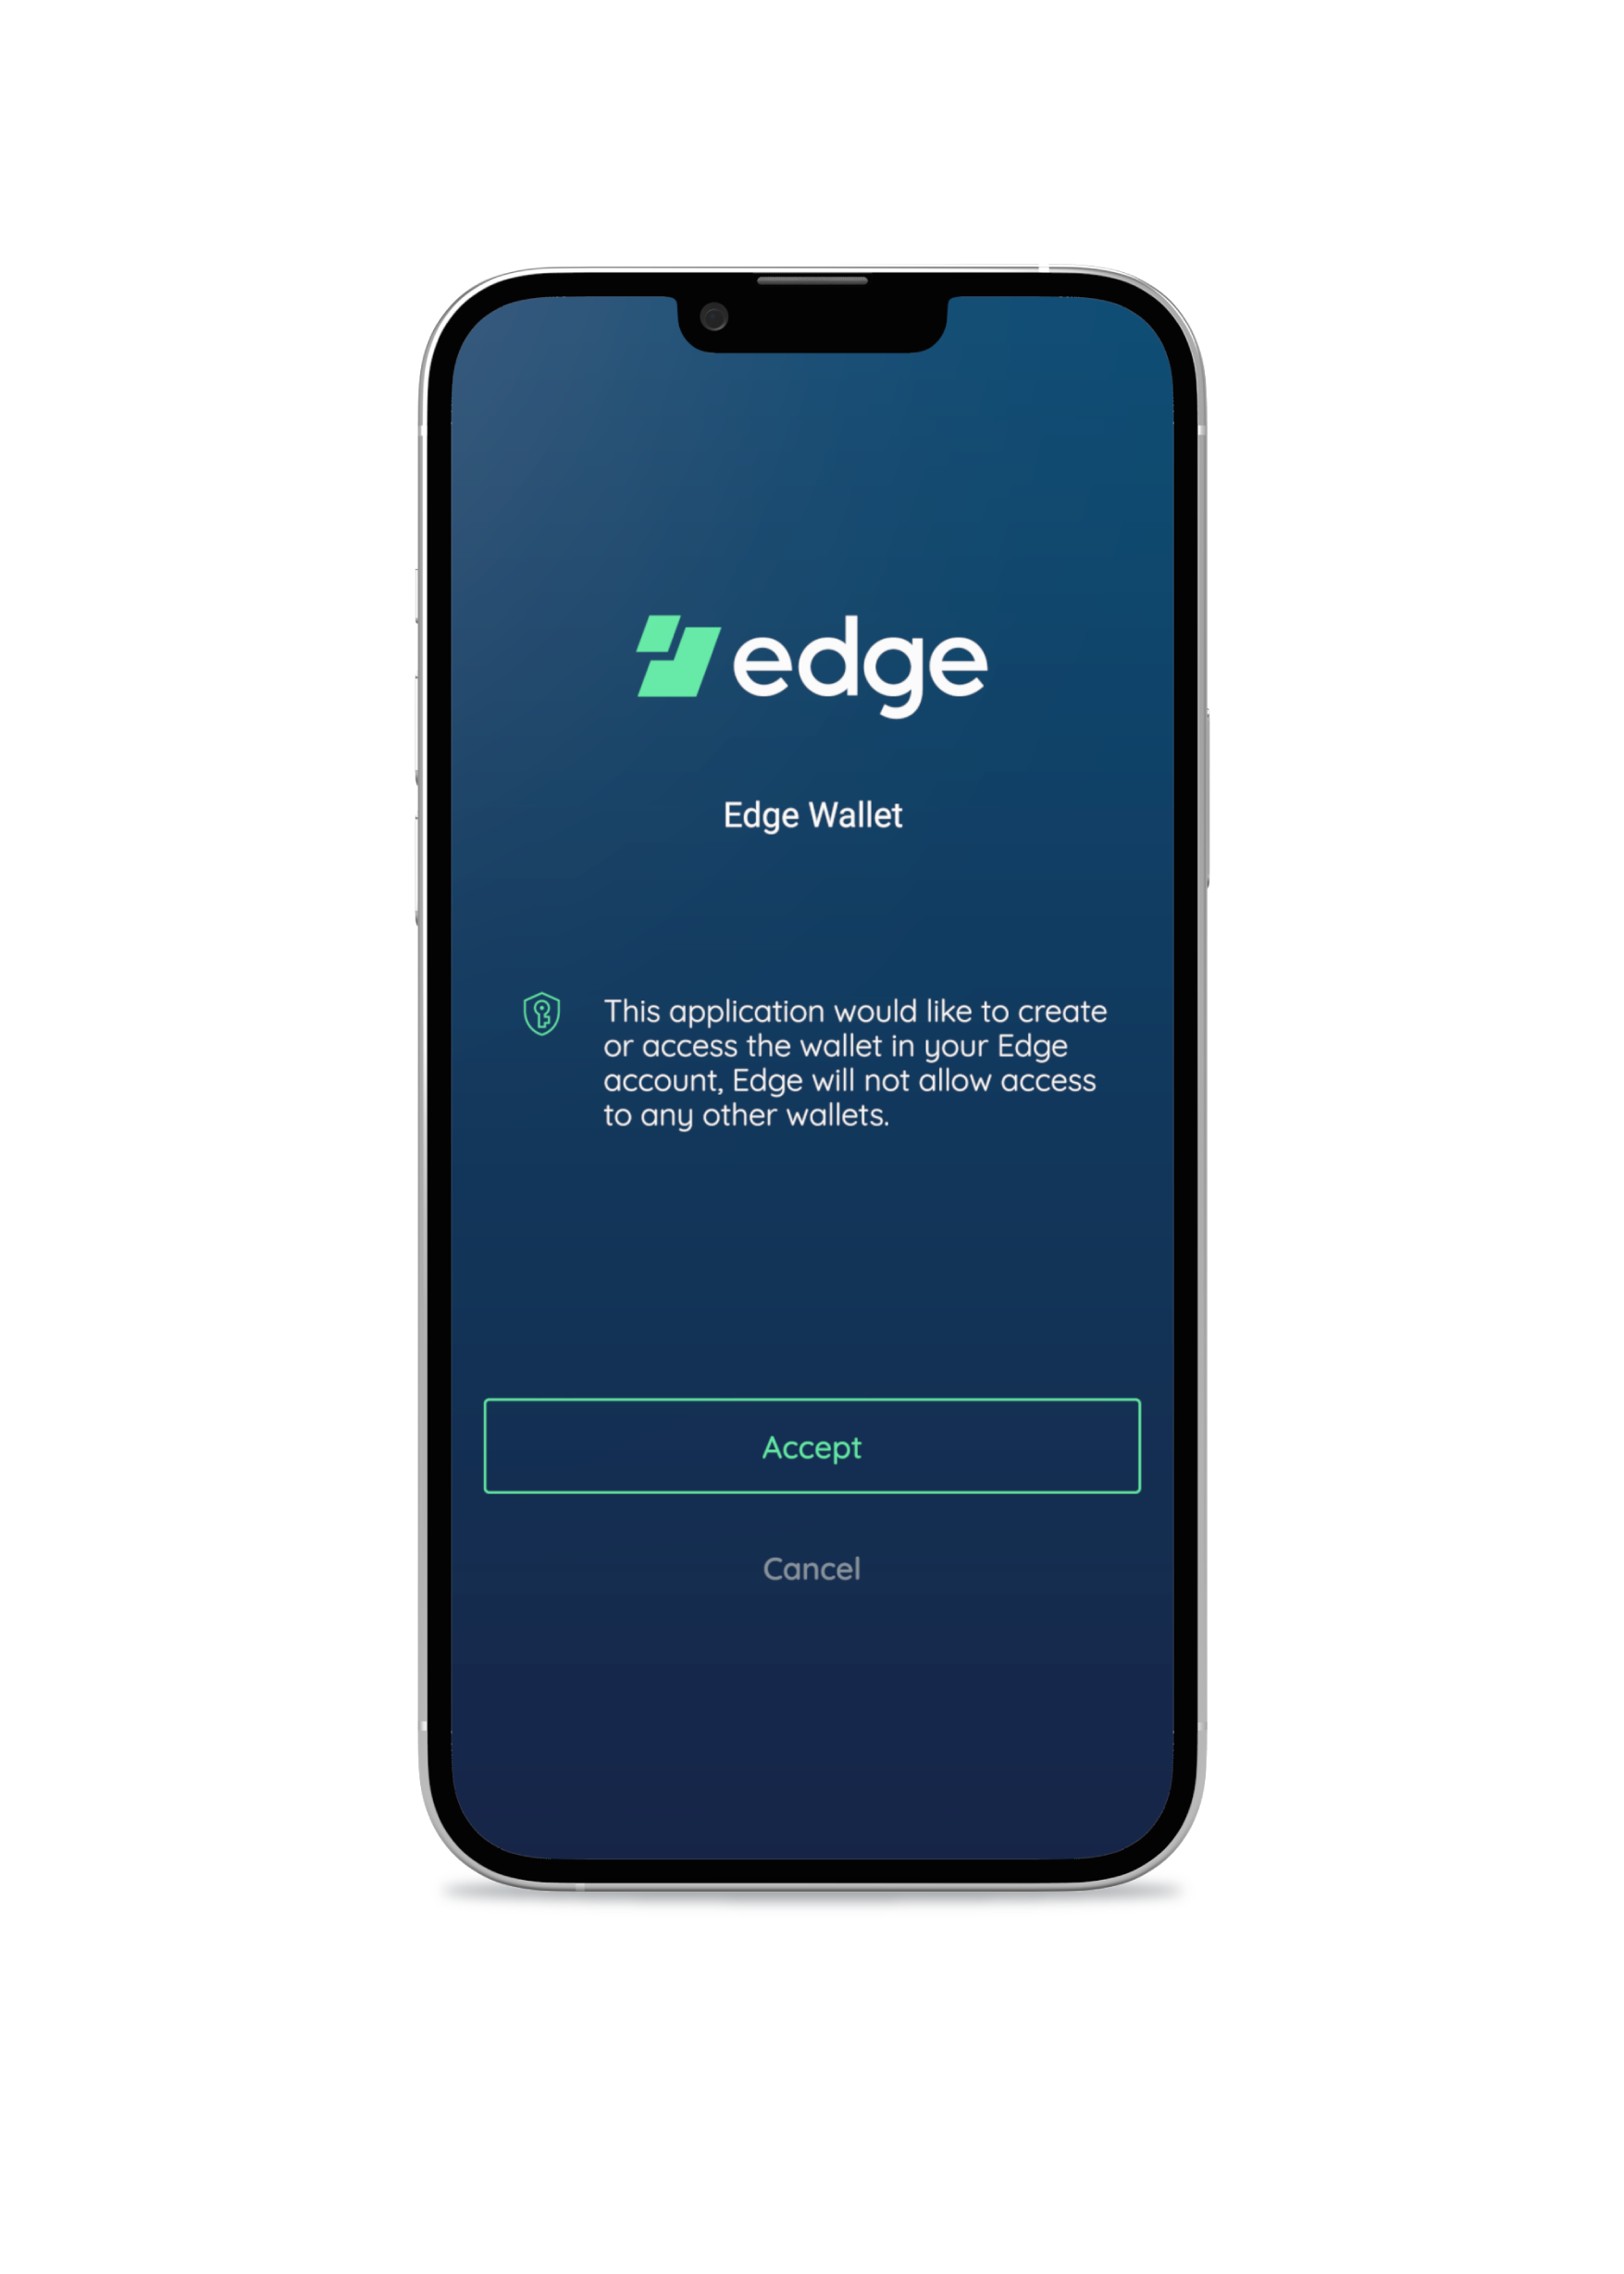 edge
Edge Wallet
This application would like to create
or access the wallet in your Edge
account, Edge will not allow access
to any other wallets.
Accept
Cancel